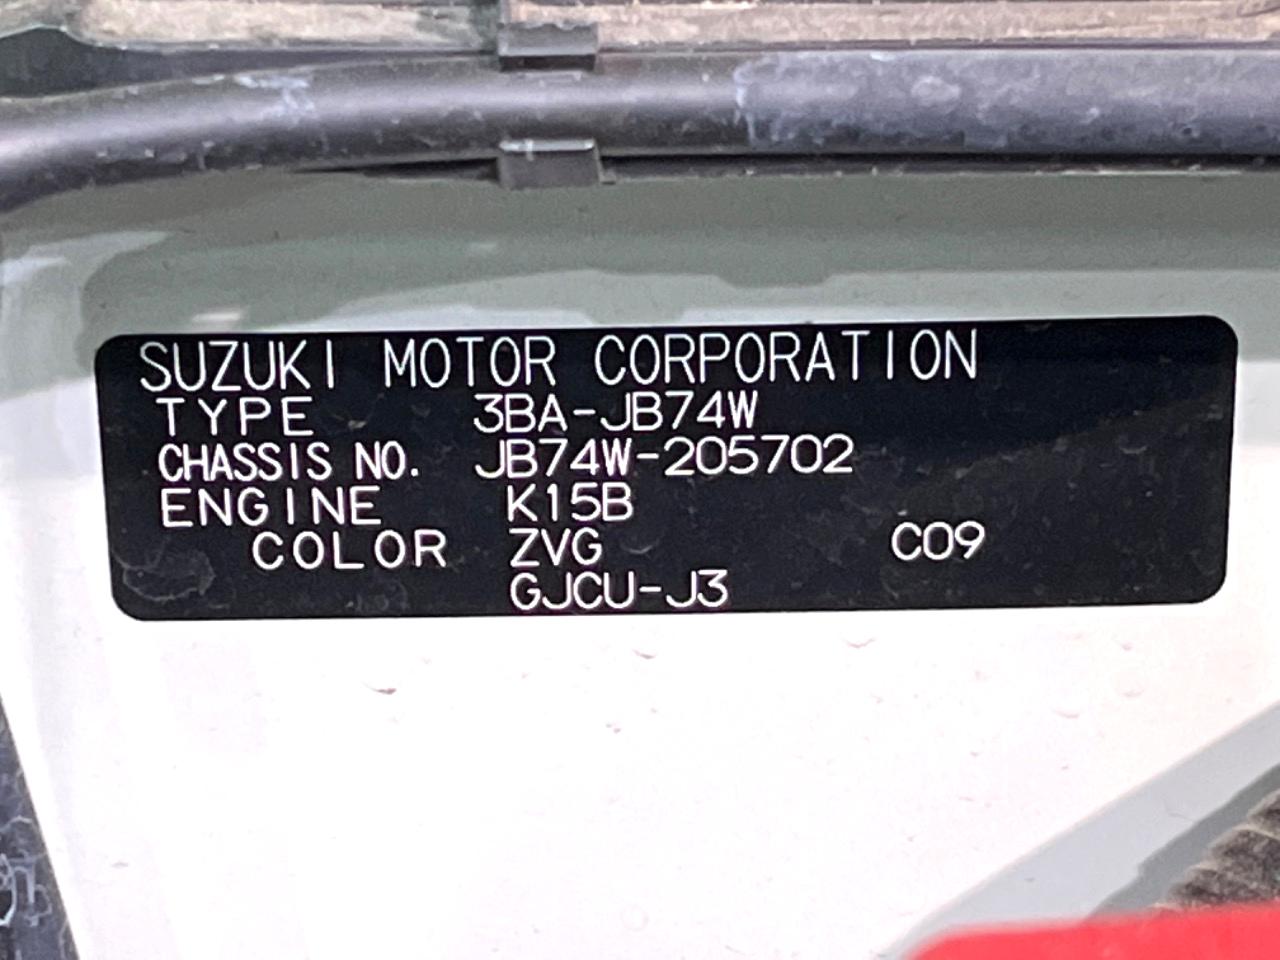 SUZUKI MOTOR CORPORATION
TYPE 3BA-JB74W
CHASSIS NO. JB74W-205702
ENGINE K15B
COLOR ZVG C09
GJCU-J3